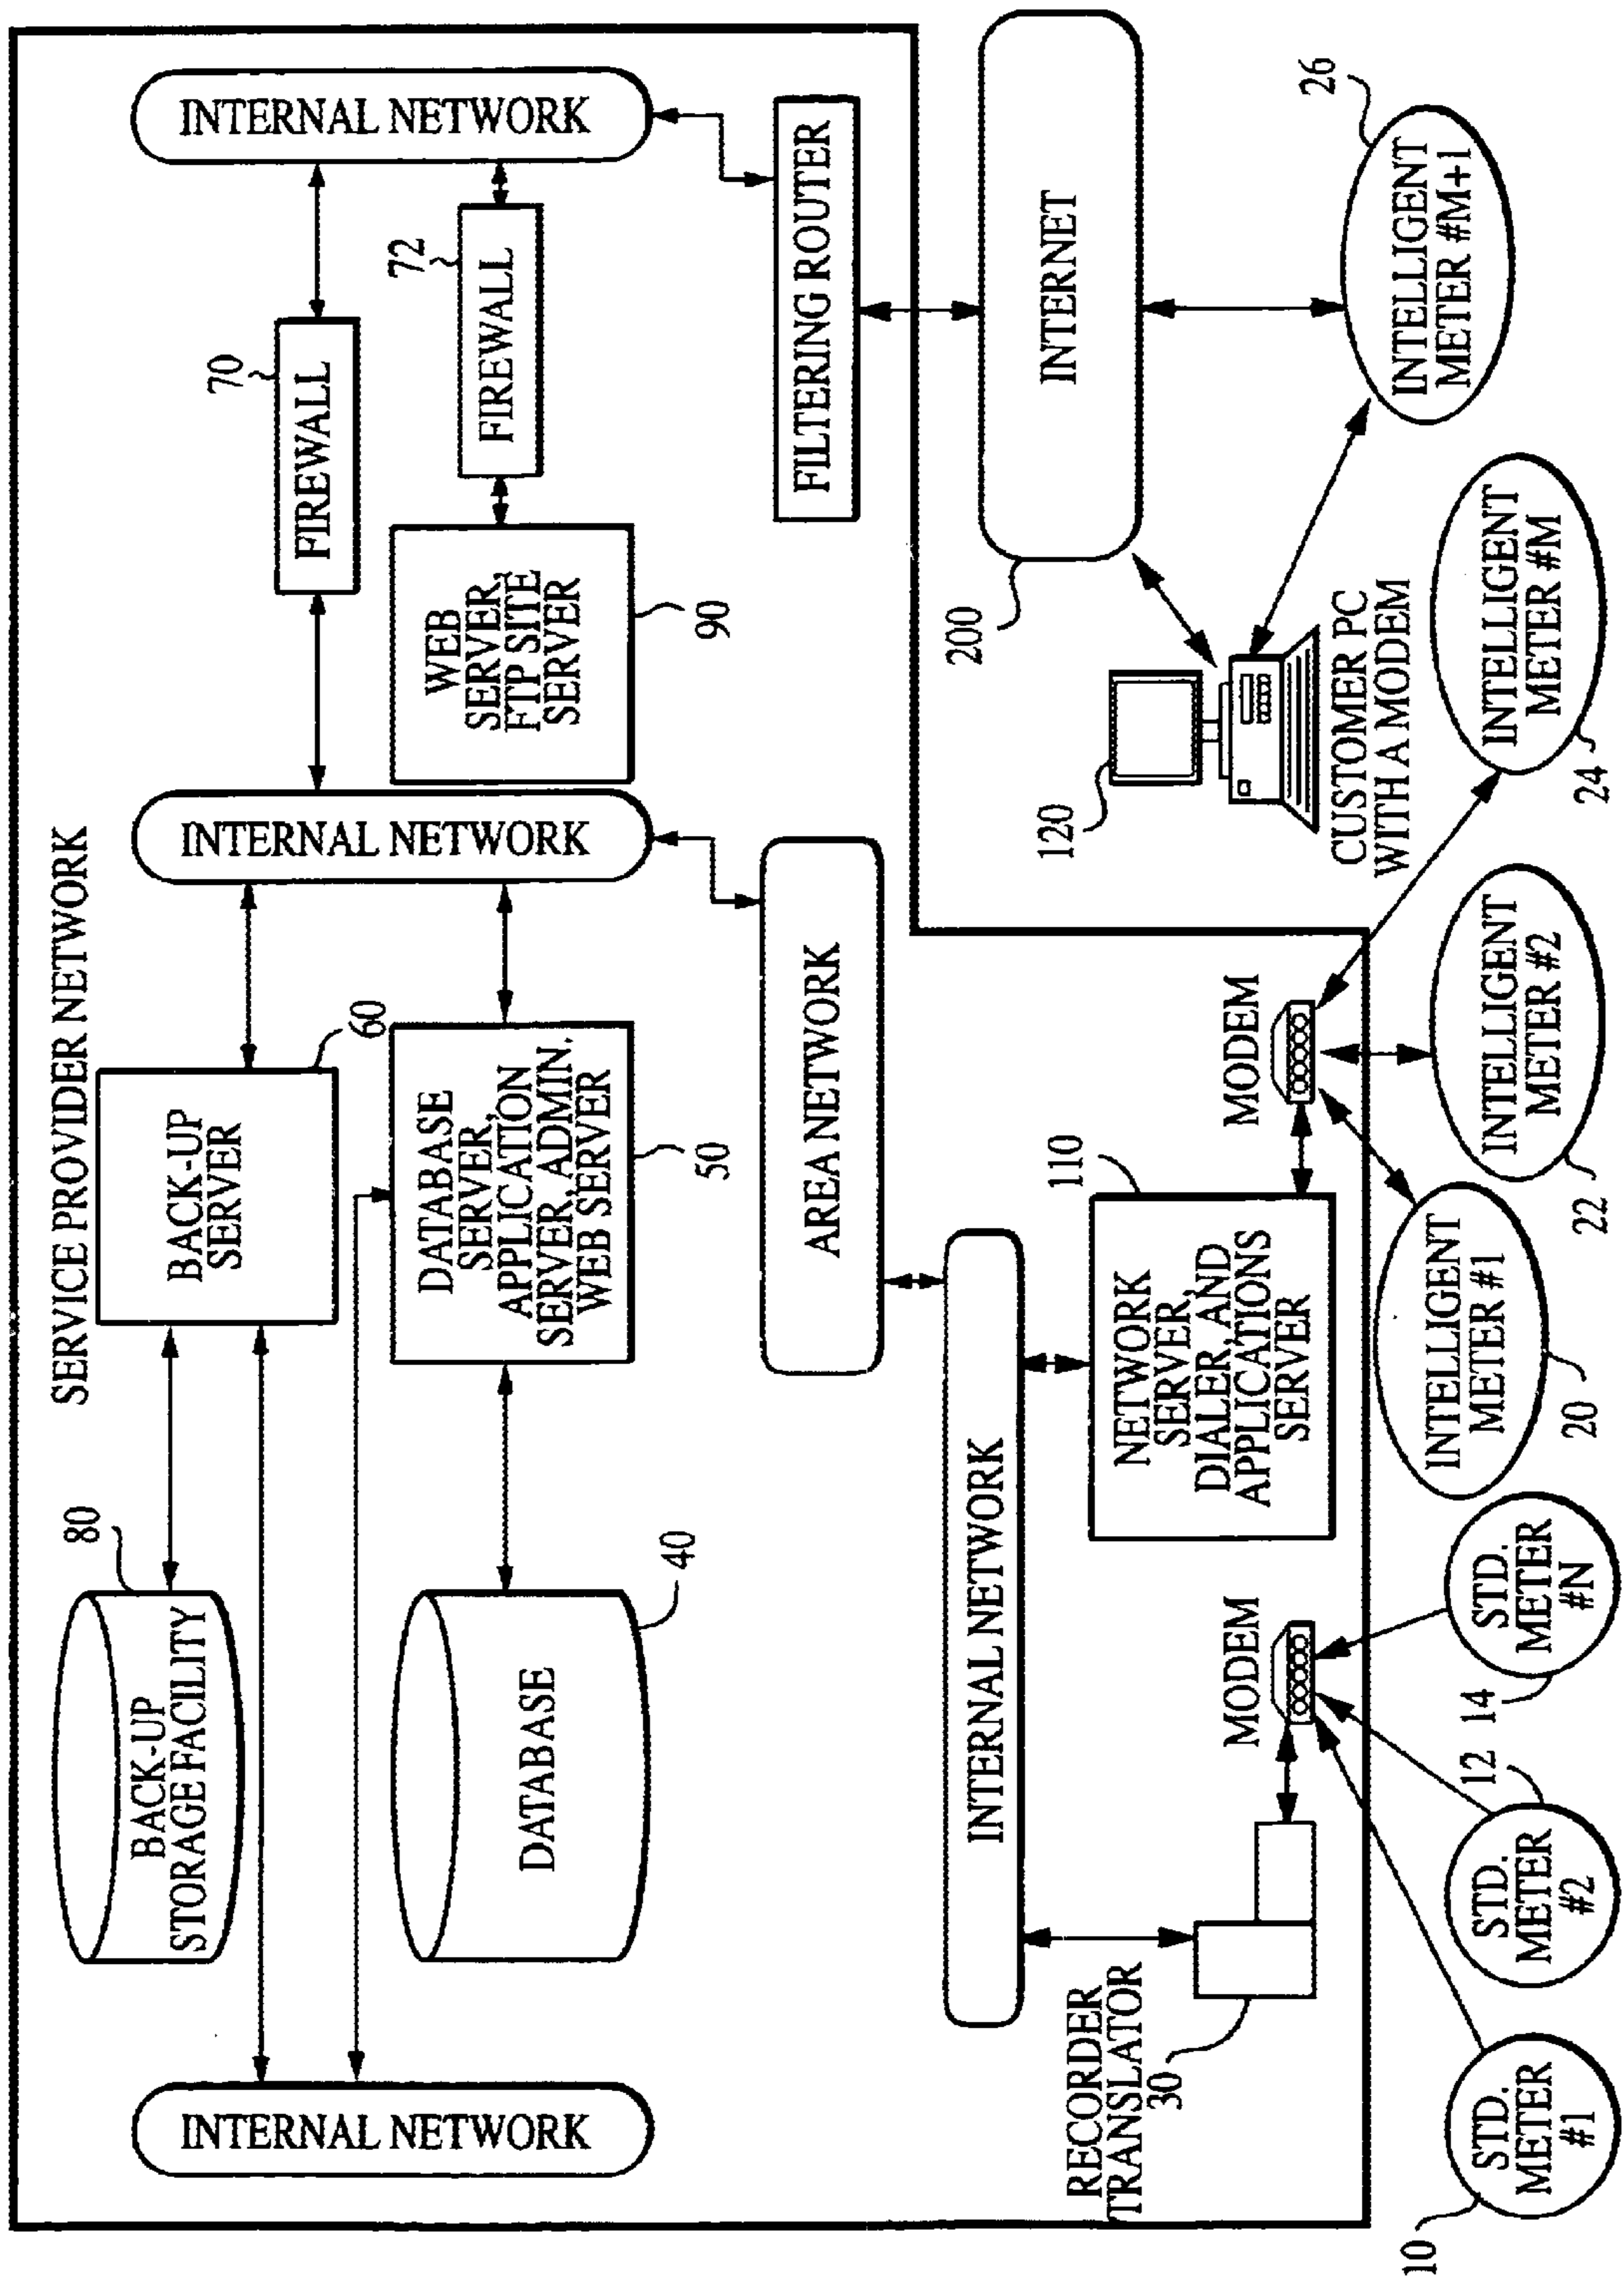 SERVICE PROVIDER NETWORK
INTERNAL NETWORK
80
BACK-UP
STORAGE FACILITY
BACK-UP
SERVER
60
INTERNAL NETWORK
70
FIREWALL
INTERNAL NETWORK
40
DATABASE
DATABASE
SERVER,
APPLICATION
SERVER, ADMIN.
WEB SERVER
50
WEB
SERVER,
FTP SITE
SERVER
90
72
FIREWALL
AREA NETWORK
FILTERING ROUTER
INTERNAL NETWORK
INTERNET
200
RECORDER
TRANSLATOR
30
MODEM
NETWORK
SERVER,
DIALER, AND
APPLICATIONS
SERVER
110
MODEM
120
CUSTOMER PC
WITH A MODEM
10
STD.
METER
#1
12
STD.
METER
#2
14
STD.
METER
#N
INTELLIGENT
METER #1
20
INTELLIGENT
METER #2
22
INTELLIGENT
METER #M
24
INTELLIGENT
METER #M+1
26